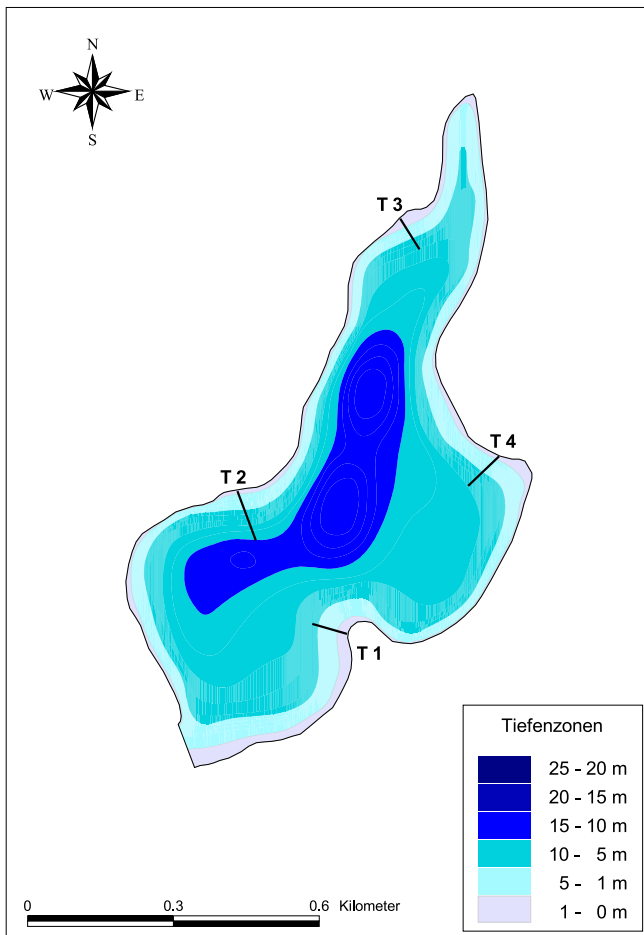 N
W E
S
T 3
T 4
T 2
T 1
Tiefenzonen
25 - 20 m
20 - 15 m
15 - 10 m
10 - 5 m
5 - 1 m
1 - 0 m
0 0.3 0.6 Kilometer